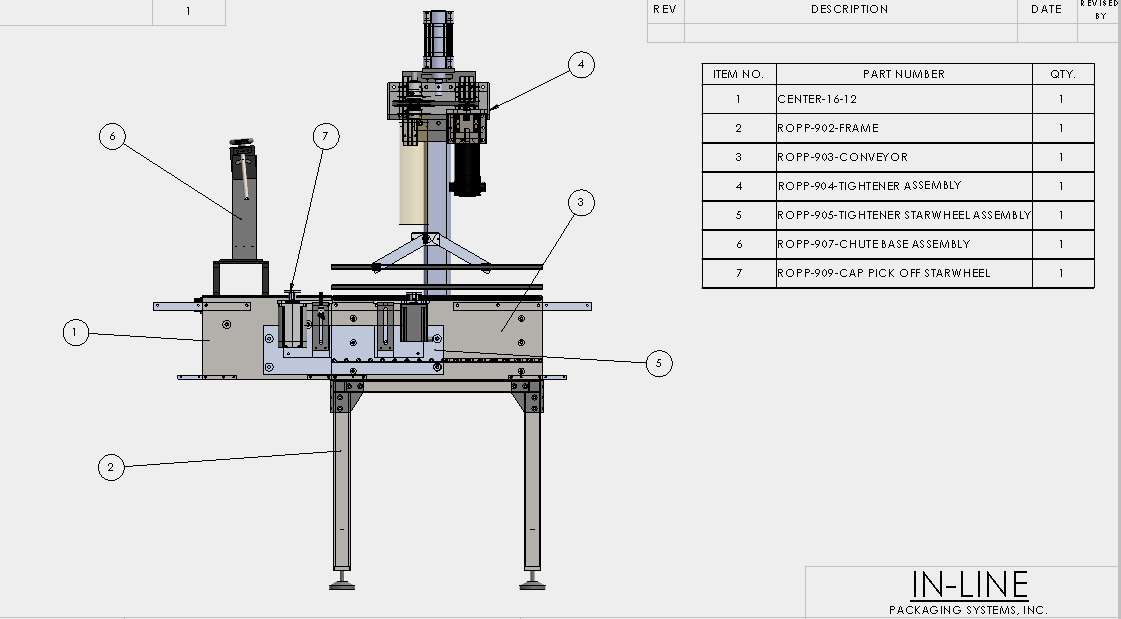 1
REV DESCRIPTION DATE REVISED
BY
ITEM NO. PART NUMBER QTY.
1 CENTER-16-12 1
2 ROPP-902-FRAME 1
3 ROPP-903-CONVEYOR 1
4 ROPP-904-TIGHTENER ASSEMBLY 1
5 ROPP-905-TIGHTENER STARWHEEL ASSEMBLY 1
6 ROPP-907-CHUTE BASE ASSEMBLY 1
7 ROPP-909-CAP PICK OFF STARWHEEL 1
4
6
7
3
1
5
2
IN-LINE
PACKAGING SYSTEMS, INC.